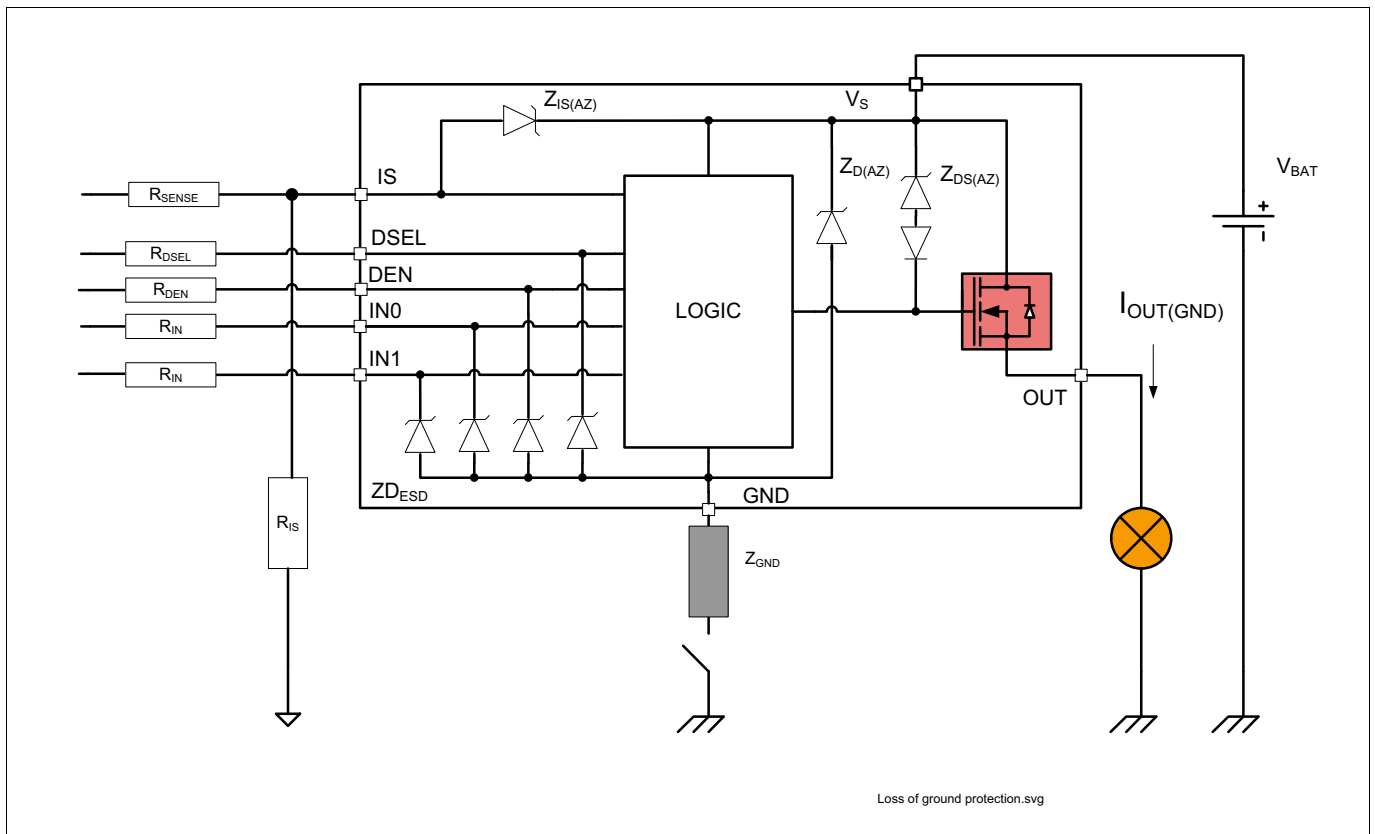 ZIS(AZ)
VS
ZD(AZ)
ZDS(AZ)
VBAT
+
IS
RSENSE
DSEL
RDSEL
DEN
RDEN
IN0
RIN
LOGIC
IOUT(GND)
IN1
RIN
OUT
ZDESD
GND
RIS
ZGND
Loss of ground protection.svg